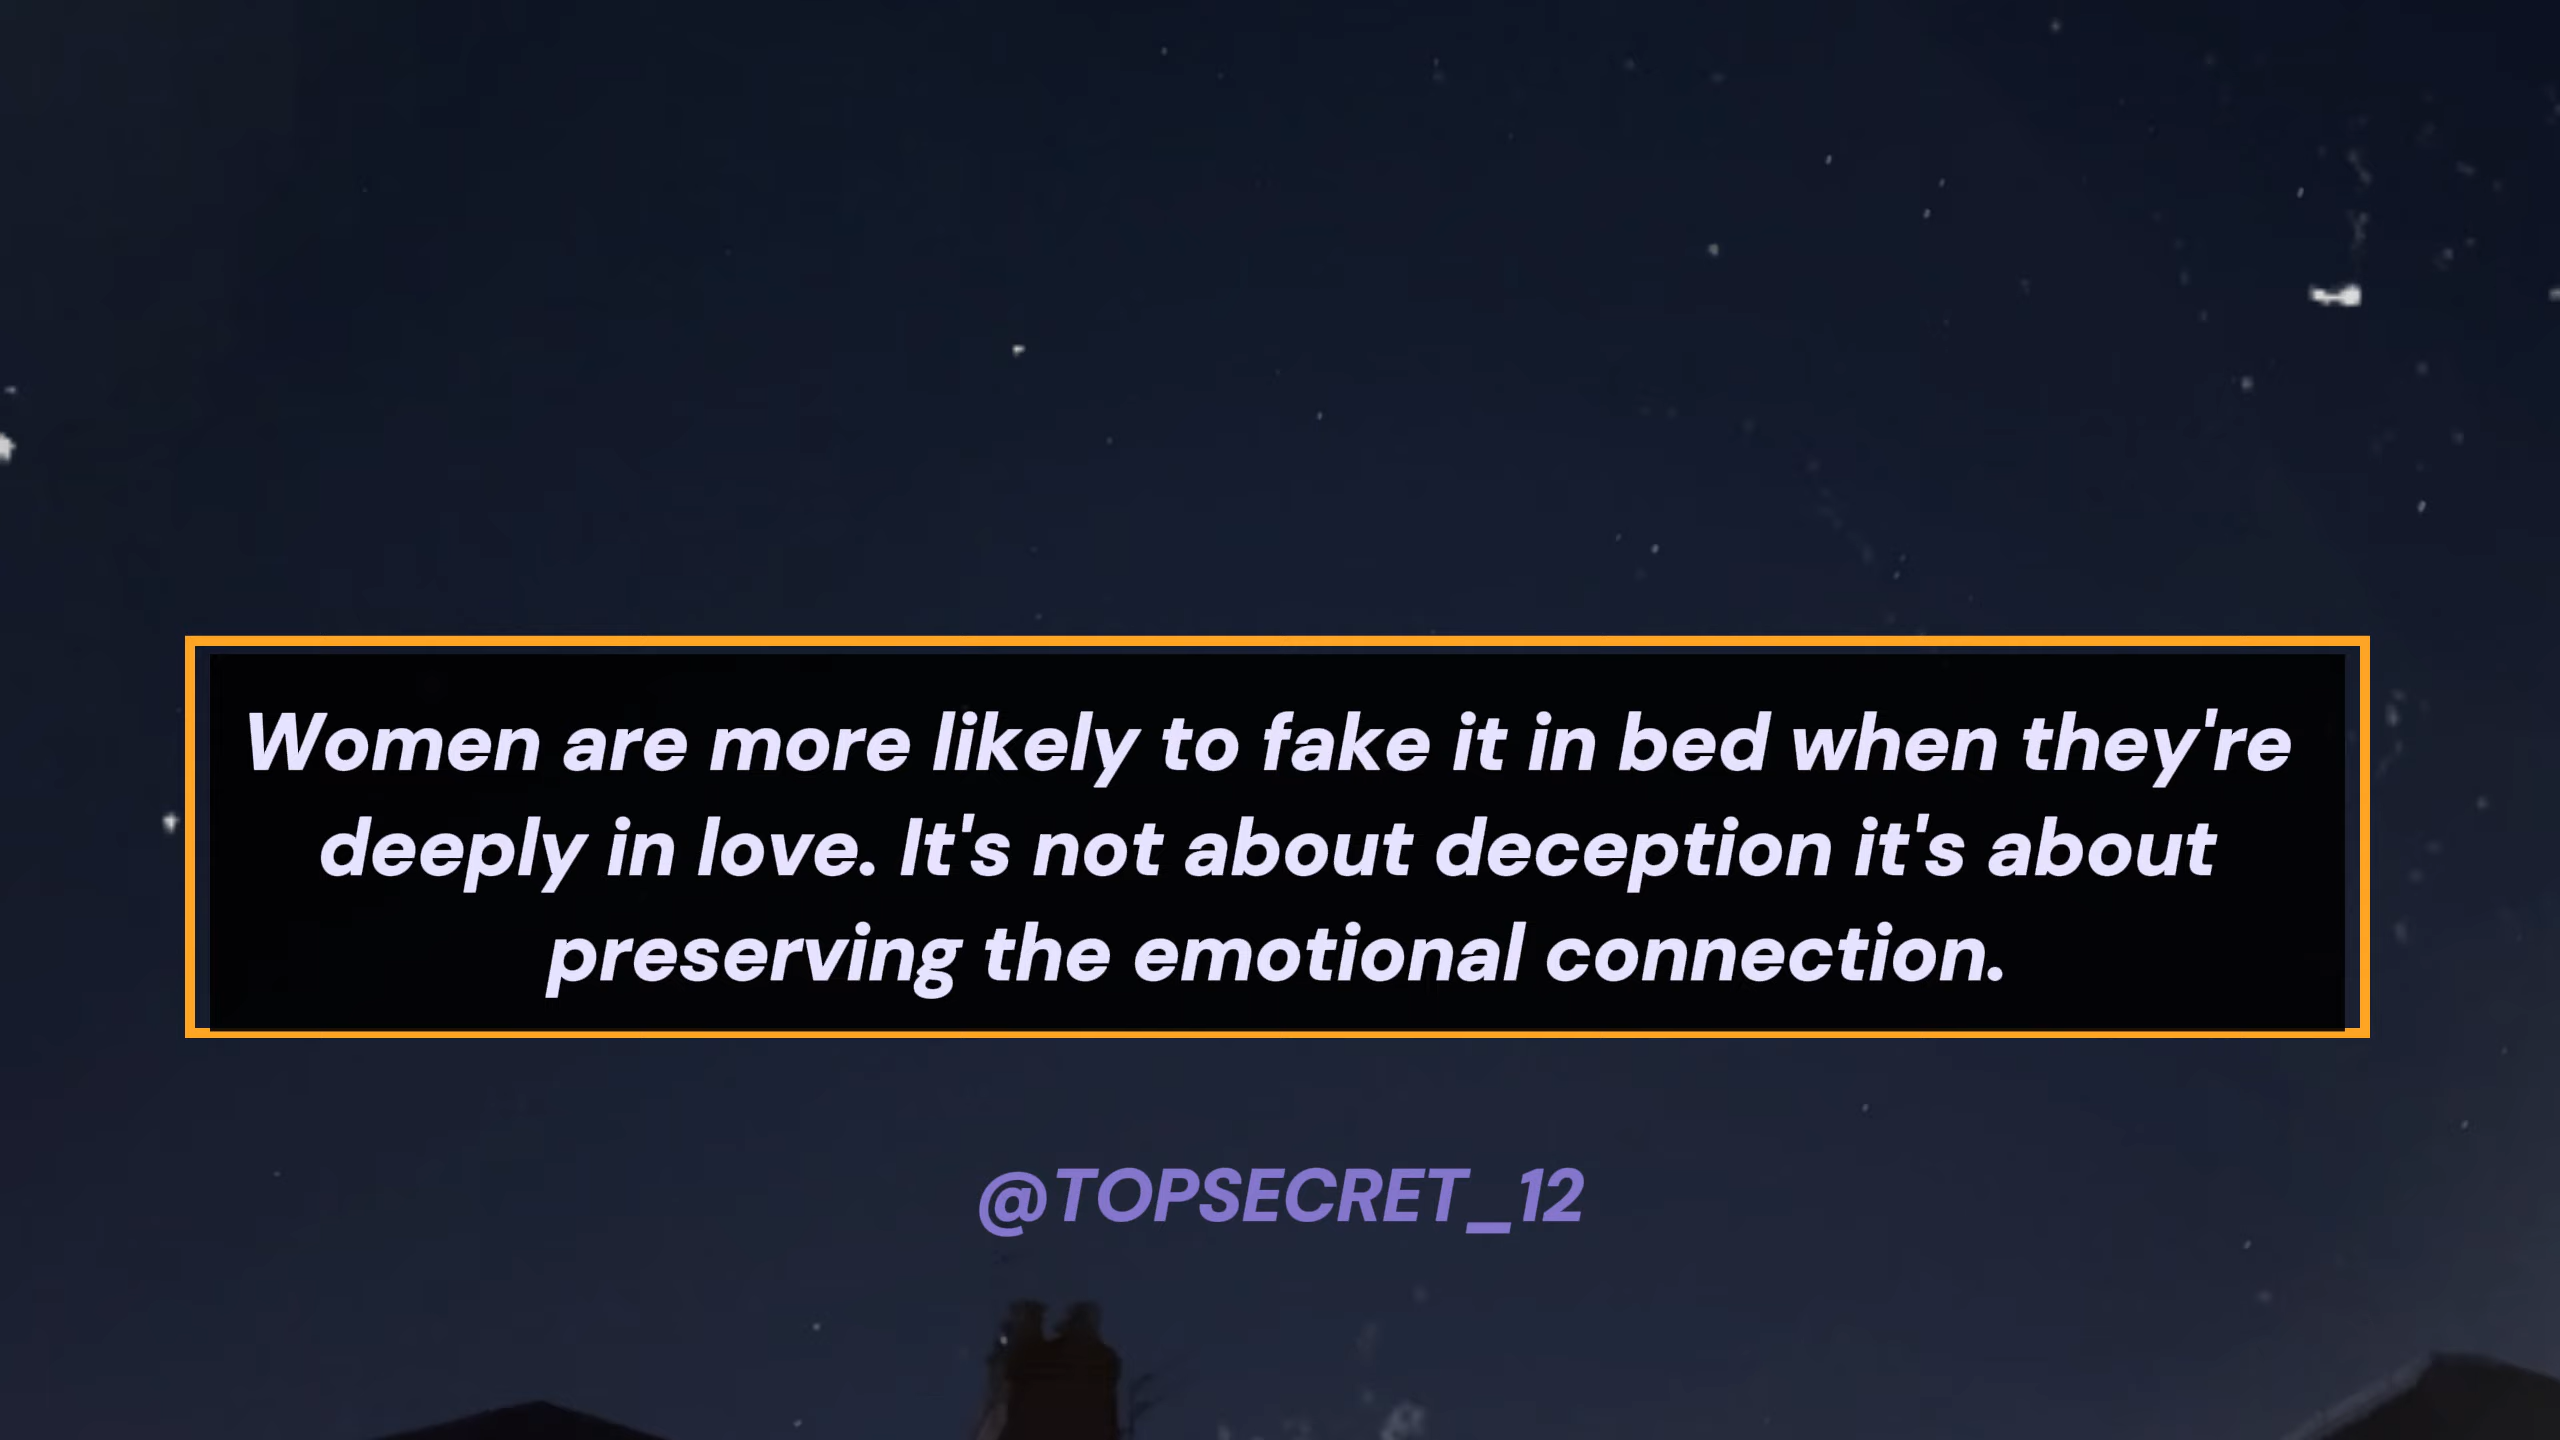 Women are more likely to fake it in bed when they're
deeply in love. It's not about deception it's about
preserving the emotional connection.
@TOPSECRET_12